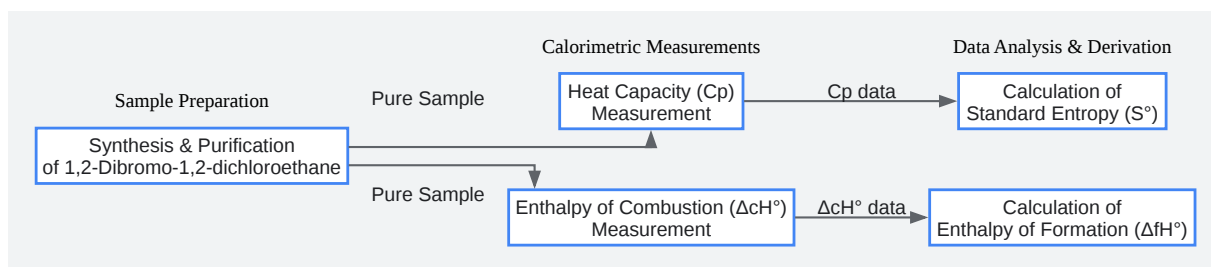 Sample Preparation
Synthesis & Purification
of 1,2-Dibromo-1,2-dichloroethane
Pure Sample
Pure Sample
Calorimetric Measurements
Heat Capacity (Cp)
Measurement
Enthalpy of Combustion (ΔcH°)
Measurement
Cp data
ΔcH° data
Data Analysis & Derivation
Calculation of
Standard Entropy (S°)
Calculation of
Enthalpy of Formation (ΔfH°)